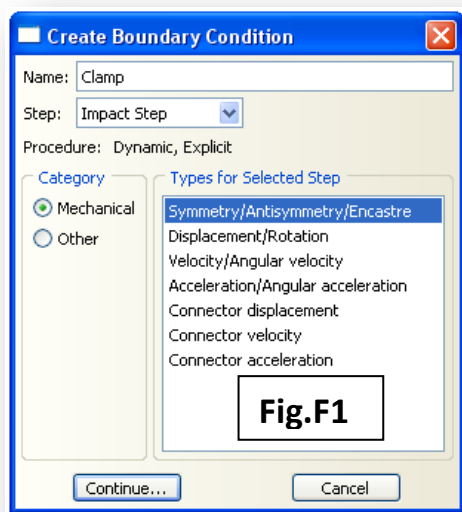 Create Boundary Condition
Name: Clamp
Step: Impact Step
Procedure: Dynamic, Explicit
Category
Mechanical
Other
Types for Selected Step
Symmetry/Antisymmetry/Encastre
Displacement/Rotation
Velocity/Angular velocity
Acceleration/Angular acceleration
Connector displacement
Connector velocity
Connector acceleration
Fig.F1
Continue... Cancel